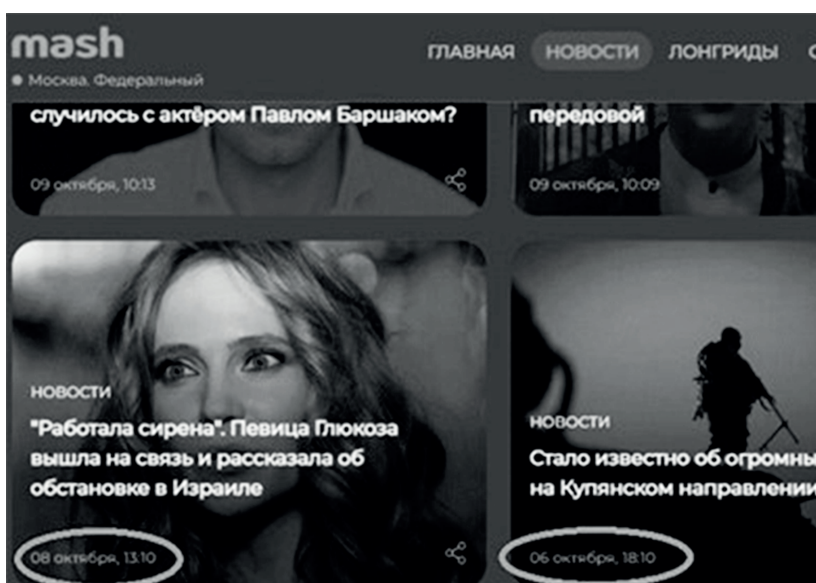 mash
Москва. Федеральный
ГЛАВНАЯ
НОВОСТИ
ЛОНГРИДЫ
случилось с актёром Павлом Баршаком?
09 октября, 10:13
передовой
09 октября, 10:09
НОВОСТИ
"Работала сирена". Певица Глюкоза
вышла на связь и рассказала об
обстановке в Израиле
08 октября, 13:10
НОВОСТИ
Стало известно об огромны
на Купянском направлении
06 октября, 18:10